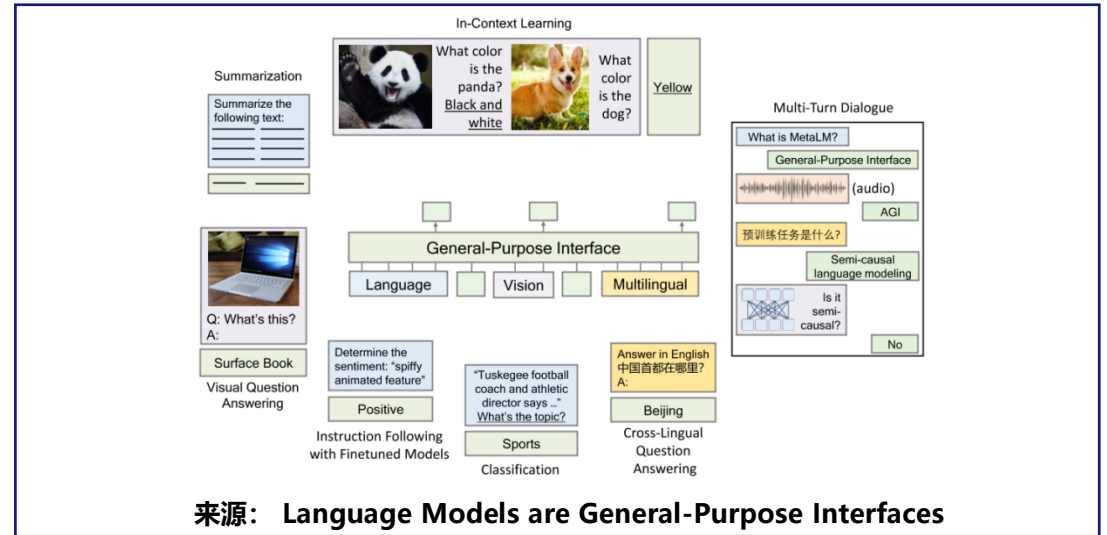 In-Context Learning
What color
is the
panda?
Black and
white
What
color
is the
dog?
Yellow
Summarization
Summarize the
following text:
Multi-Turn Dialogue
What is MetaLM?
General-Purpose Interface
(audio)
AGI
预训练任务是什么?
Semi-causal
language modeling
Is it
semi-
causal?
No
General-Purpose Interface
Language
Vision
Multilingual
Q: What's this?
A:
Surface Book
Visual Question
Answering
Determine the
sentiment: "spiffy
animated feature"
Positive
Instruction Following
with Finetuned Models
"Tuskegee football
coach and athletic
director says ..."
What's the topic?
Sports
Classification
Answer in English
中国首都在哪里?
A:
Beijing
Cross-Lingual
Question
Answering
来源: Language Models are General-Purpose Interfaces